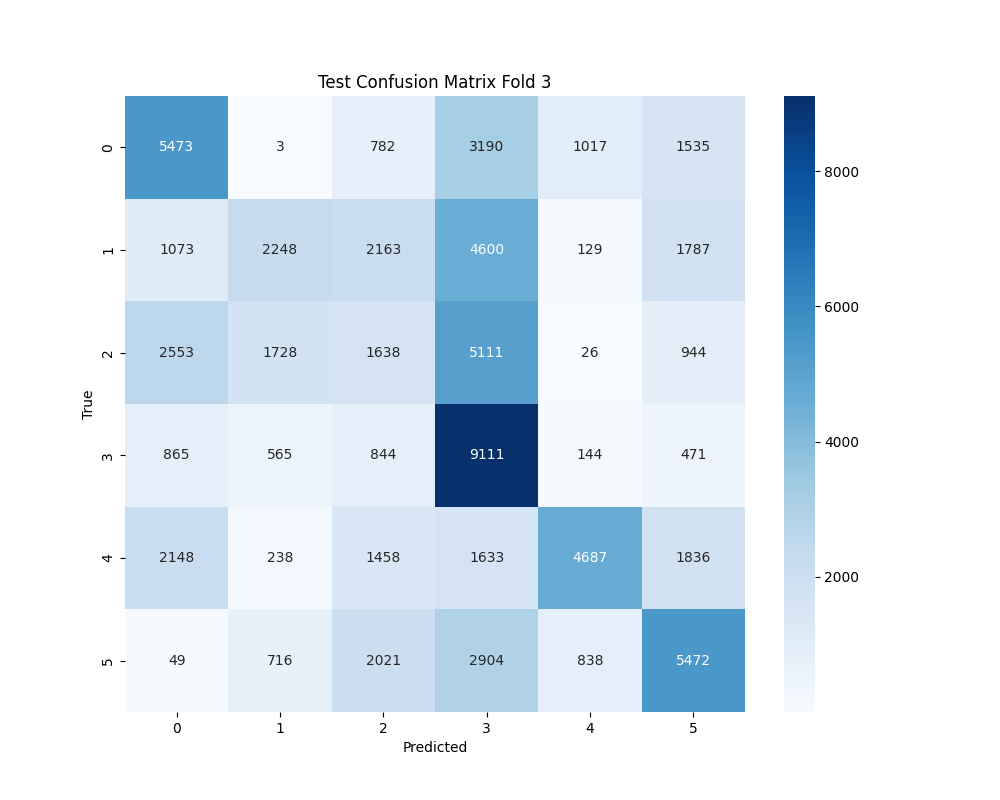 Test Confusion Matrix Fold 3
0 5473 3 782 3190 1017 1535
1 1073 2248 2163 4600 129 1787
2 2553 1728 1638 5111 26 944
3 865 565 844 9111 144 471
4 2148 238 1458 1633 4687 1836
5 49 716 2021 2904 838 5472
0 1 2 3 4 5
Predicted
True
8000
6000
4000
2000